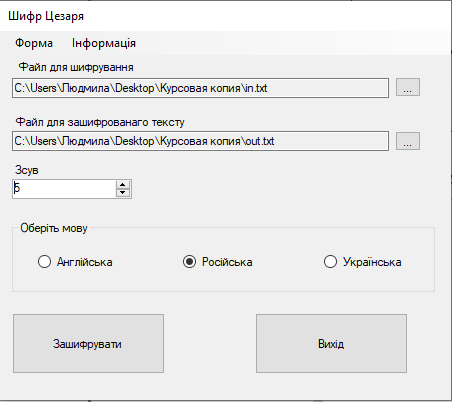 Шифр Цезаря
Форма Інформація
Файл для шифрування
C:\Users\Людмила\Desktop\Курсовая копия\in.txt ...
Файл для зашифрованаго тексту
C:\Users\Людмила\Desktop\Курсовая копия\out.txt ...
Зсув
5
Оберіть мову
Англійська Російська Українська
Зашифрувати Вихід